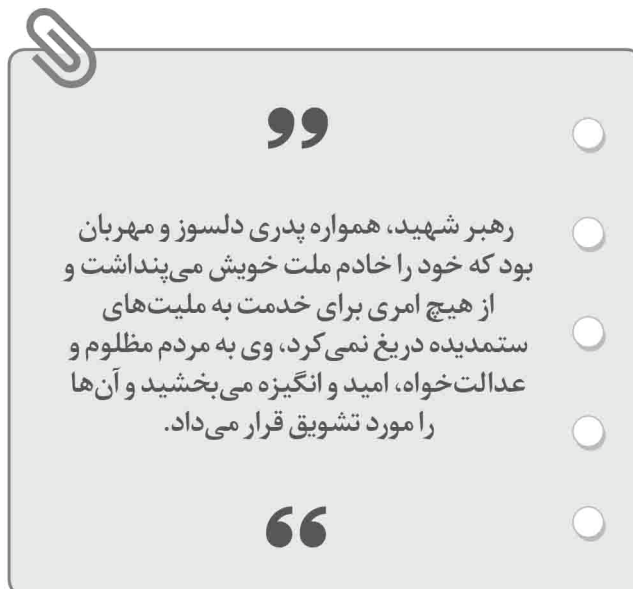 رهبر شهید، همواره پدری دلسوز و مهربان
بود که خود را خادم ملت خویش می‌پنداشت و
از هیچ امری برای خدمت به ملیت‌های
ستمدیده دریغ نمی‌کرد، وی به مردم مظلوم و
عدالت‌خواه، امید و انگیزه می‌بخشید و آن‌ها
را مورد تشویق قرار می‌داد.